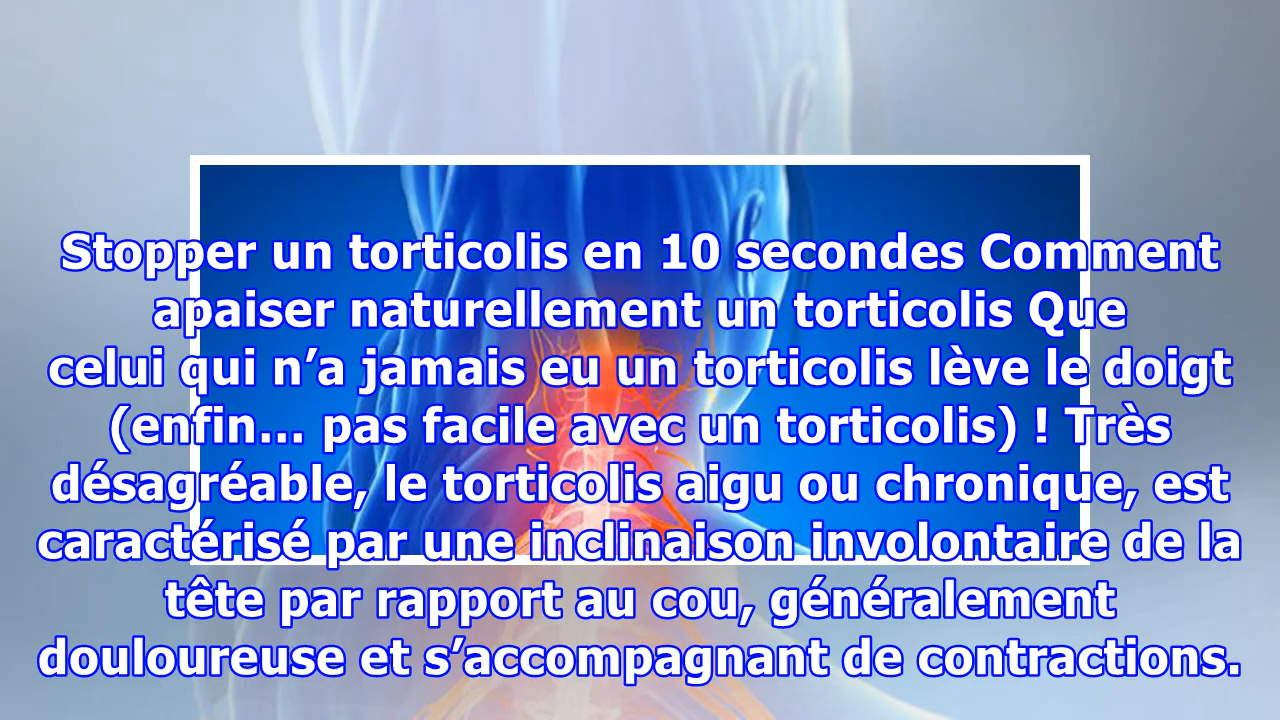 Stopper un torticolis en 10 secondes Comment
apaiser naturellement un torticolis Que
celui qui n’a jamais eu un torticolis lève le doigt
(enfin… pas facile avec un torticolis) ! Très
désagréable, le torticolis aigu ou chronique, est
caractérisé par une inclinaison involontaire de la
tête par rapport au cou, généralement
douloureuse et s’accompagnant de contractions.